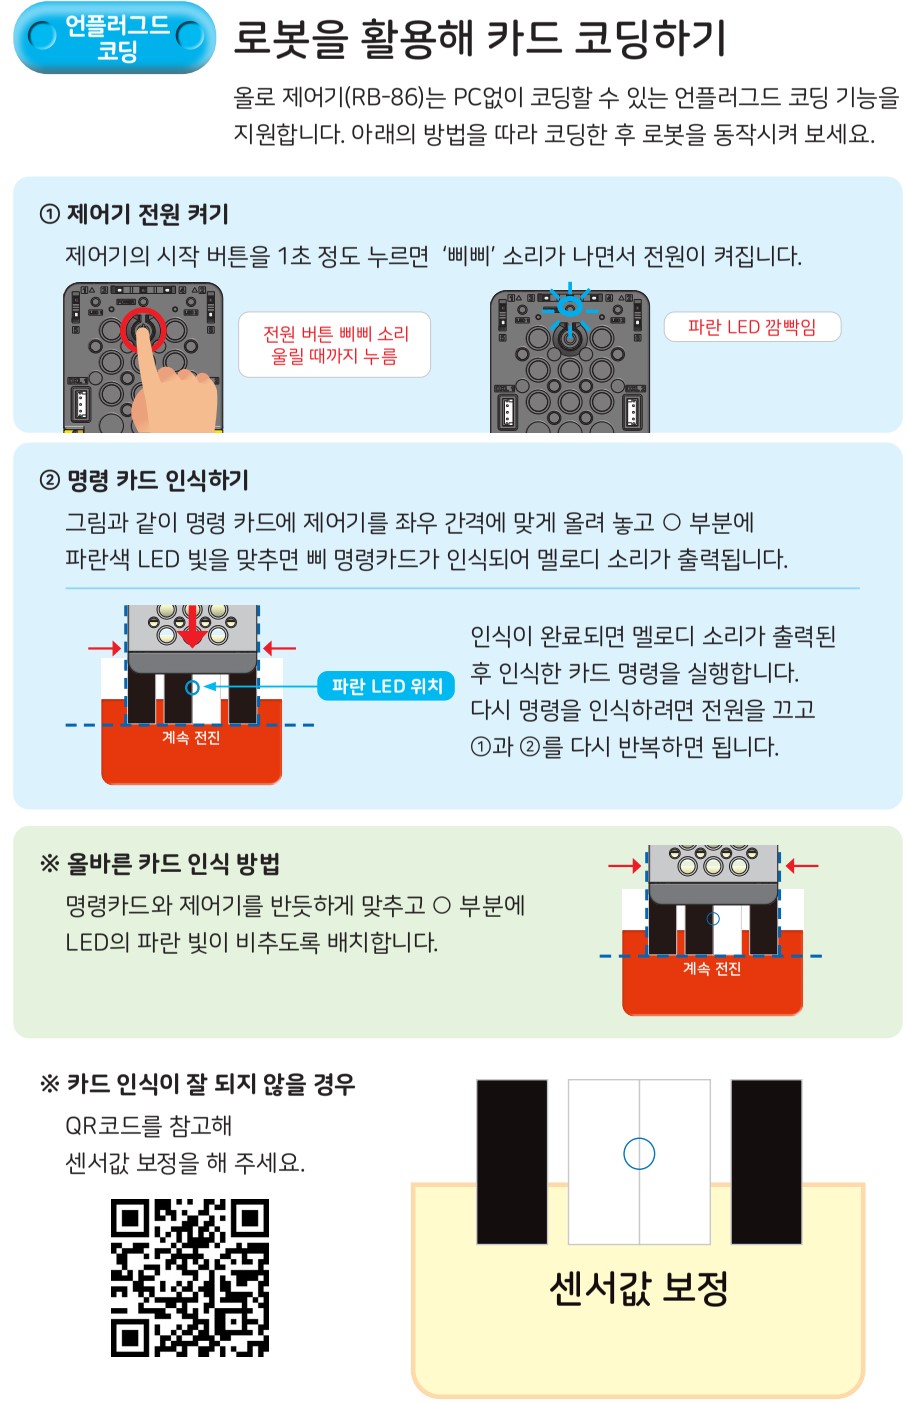 언플러그드
코딩
로봇을 활용해 카드 코딩하기
올로 제어기(RB-86)는 PC없이 코딩할 수 있는 언플러그드 코딩 기능을
지원합니다. 아래의 방법을 따라 코딩한 후 로봇을 동작시켜 보세요.
① 제어기 전원 켜기
제어기의 시작 버튼을 1초 정도 누르면 ‘삐삐’ 소리가 나면서 전원이 켜집니다.
전원 버튼 삐삐 소리
울릴 때까지 누름
파란 LED 깜빡임
② 명령 카드 인식하기
그림과 같이 명령 카드에 제어기를 좌우 간격에 맞게 올려 놓고 ○ 부분에
파란색 LED 빛을 맞추면 삐 명령카드가 인식되어 멜로디 소리가 출력됩니다.
파란 LED 위치
계속 전진
인식이 완료되면 멜로디 소리가 출력된
후 인식한 카드 명령을 실행합니다.
다시 명령을 인식하려면 전원을 끄고
①과 ②를 다시 반복하면 됩니다.
※ 올바른 카드 인식 방법
명령카드와 제어기를 반듯하게 맞추고 ○ 부분에
LED의 파란 빛이 비추도록 배치합니다.
계속 전진
※ 카드 인식이 잘 되지 않을 경우
QR코드를 참고해
센서값 보정을 해 주세요.
센서값 보정